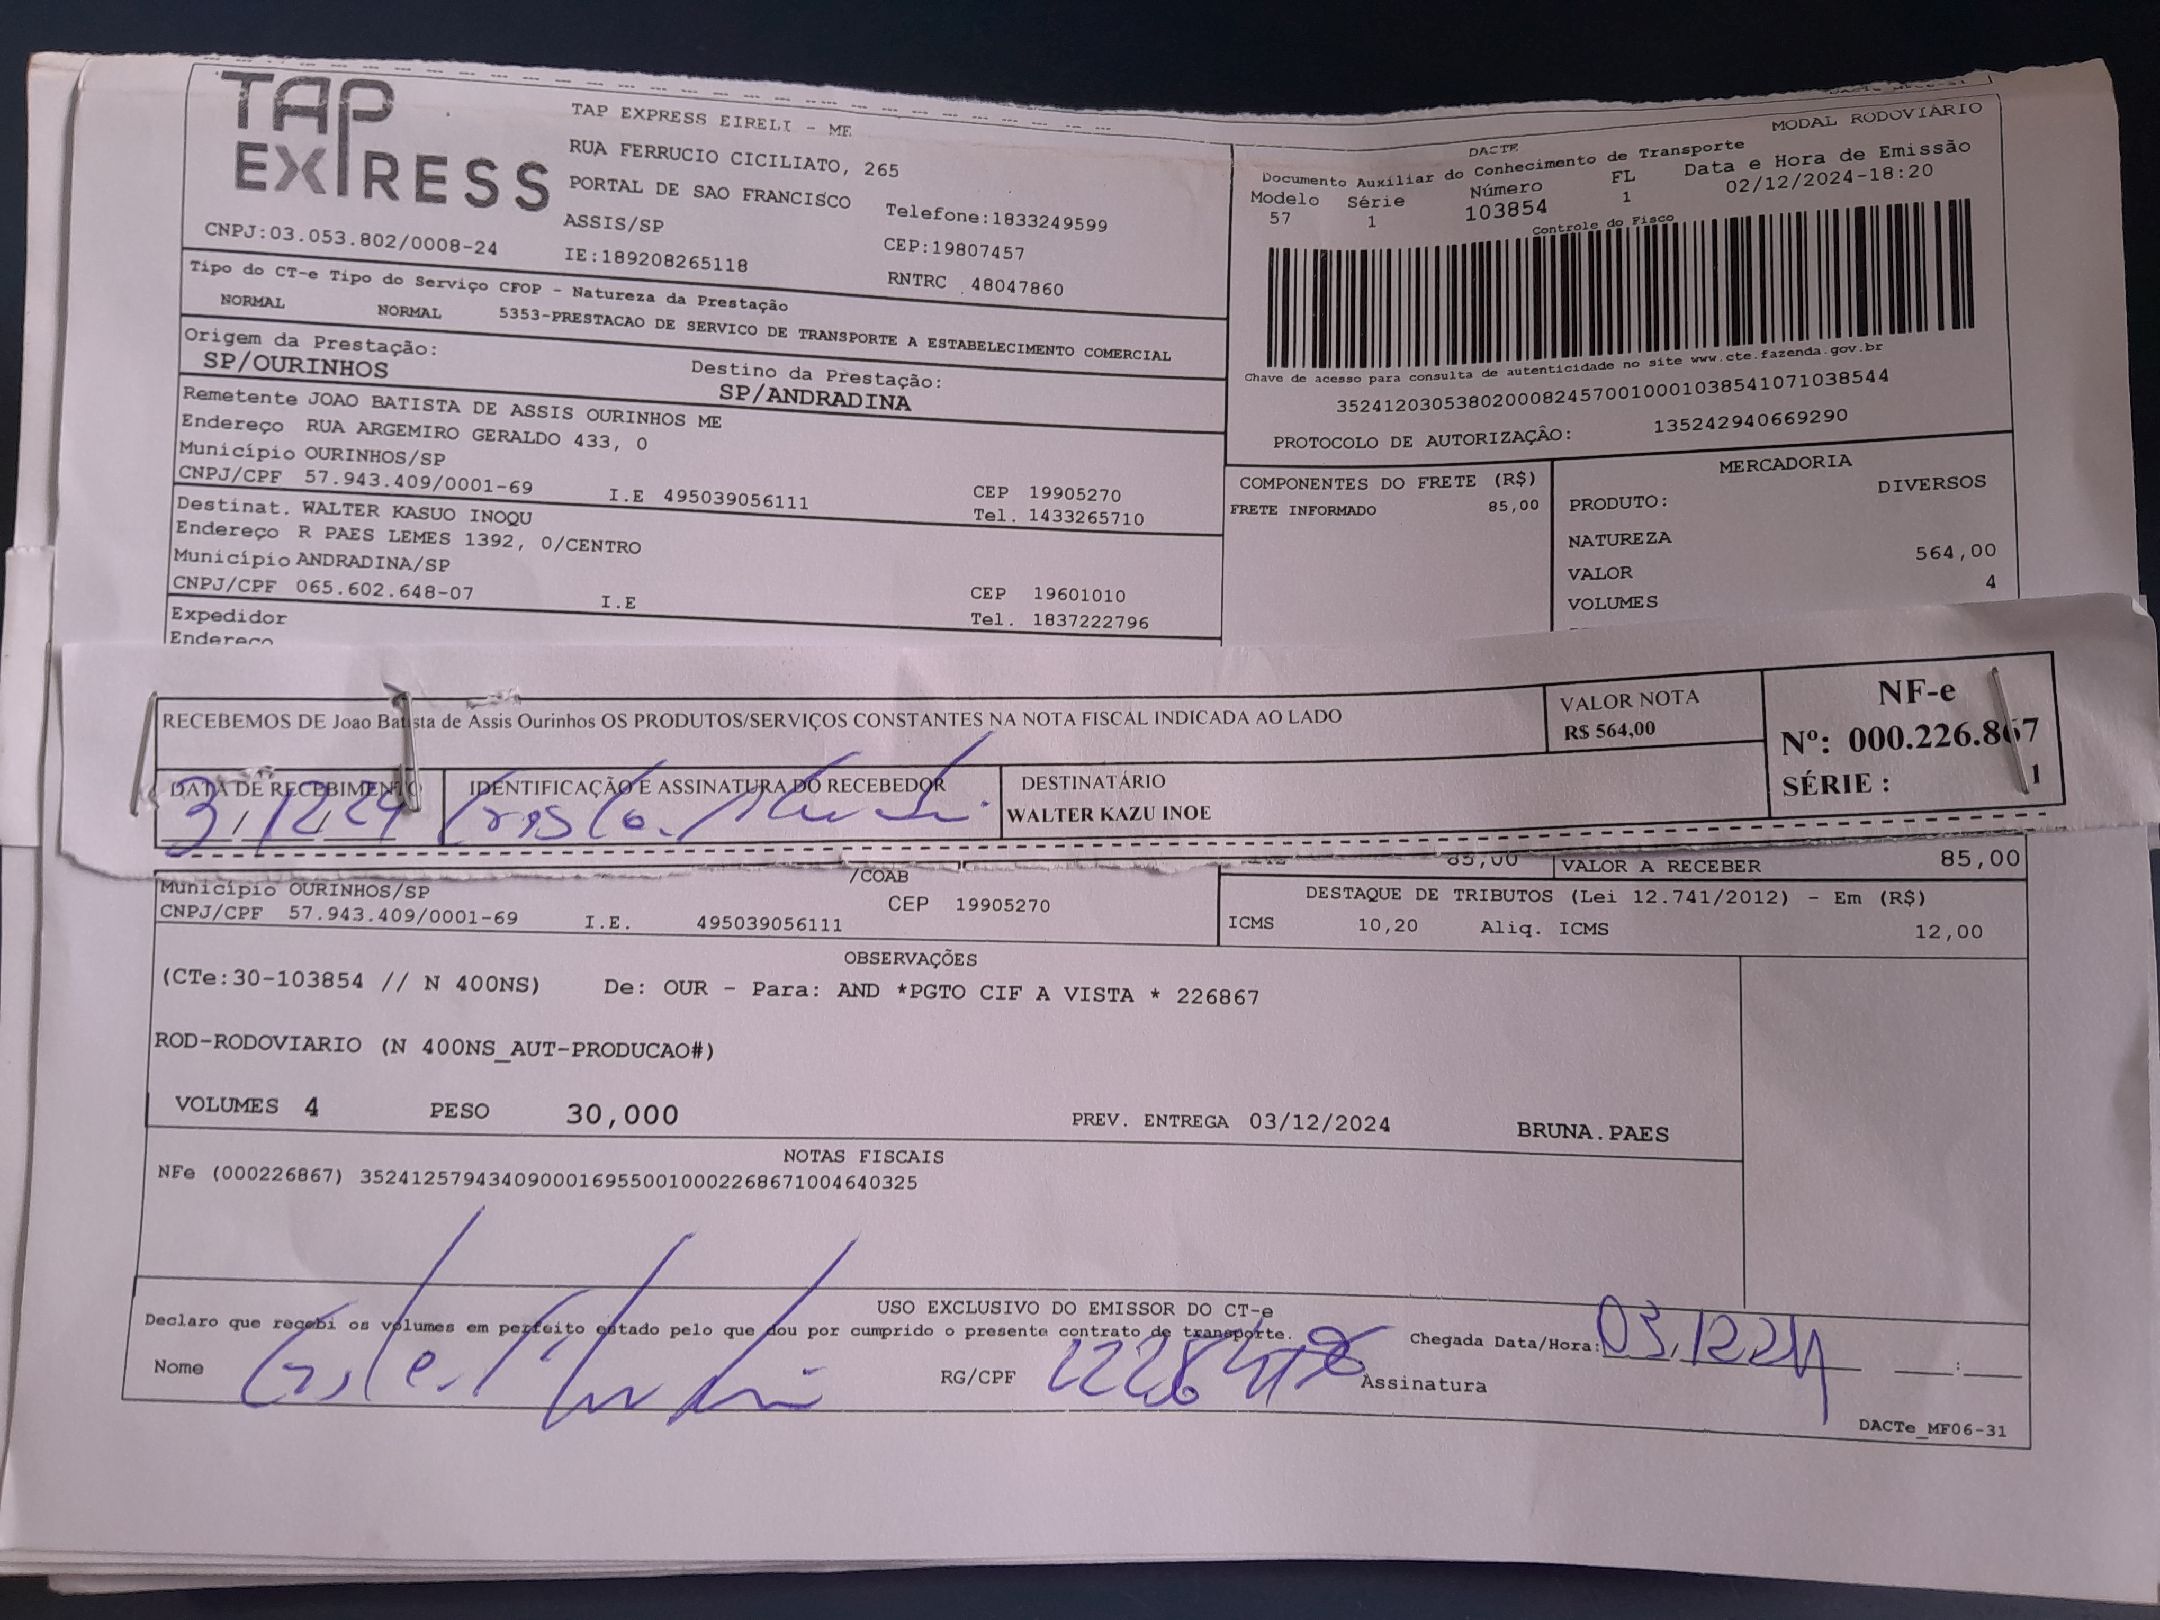 TAP EXPRESS
TAP EXPRESS EIRELI - ME
RUA FERRUCIO CICILIATO, 265
PORTAL DE SAO FRANCISCO
ASSIS/SP
Telefone:1833249599
CNPJ:03.053.802/0008-24
IE:189208265118
CEP:19807457
RNTRC 48047860
MODAL RODOVIÁRIO
DACTE
Documento Auxiliar do Conhecimento de Transporte
Modelo Série Número FL Data e Hora de Emissão
57 1 103854 1 02/12/2024-18:20
Controle do Fisco
Chave de acesso para consulta de autenticidade no site www.cte.fazenda.gov.br
35241203053802000824570010001038541071038544
PROTOCOLO DE AUTORIZAÇÃO: 135242940669290
Tipo do CT-e Tipo do Serviço CFOP - Natureza da Prestação
NORMAL NORMAL 5353-PRESTACAO DE SERVICO DE TRANSPORTE A ESTABELECIMENTO COMERCIAL
Origem da Prestação: Destino da Prestação:
SP/OURINHOS SP/ANDRADINA
Remetente JOAO BATISTA DE ASSIS OURINHOS ME
Endereço RUA ARGEMIRO GERALDO 433, 0
Município OURINHOS/SP
CNPJ/CPF 57.943.409/0001-69 I.E 495039056111 CEP 19905270
Tel. 1433265710
Destinat. WALTER KASUO INOQU
Endereço R PAES LEMES 1392, 0/CENTRO
Município ANDRADINA/SP
CNPJ/CPF 065.602.648-07 I.E CEP 19601010
Tel. 1837222796
Expedidor
Endereço
COMPONENTES DO FRETE (R$)
FRETE INFORMADO 85,00
MERCADORIA
PRODUTO: DIVERSOS
NATUREZA
VALOR 564,00
VOLUMES 4
RECEBEMOS DE Joao Batista de Assis Ourinhos OS PRODUTOS/SERVIÇOS CONSTANTES NA NOTA FISCAL INDICADA AO LADO
VALOR NOTA
R$ 564,00
NF-e
Nº: 000.226.867
SÉRIE : 1
DATA DE RECEBIMENTO
3/12/24
IDENTIFICAÇÃO E ASSINATURA DO RECEBEDOR
DESTINATÁRIO
WALTER KAZU INOE
85,00 VALOR A RECEBER 85,00
/COAB
Município OURINHOS/SP
CNPJ/CPF 57.943.409/0001-69 I.E. 495039056111 CEP 19905270
DESTAQUE DE TRIBUTOS (Lei 12.741/2012) - Em (R$)
ICMS 10,20 Aliq. ICMS 12,00
OBSERVAÇÕES
(CTe:30-103854 // N 400NS) De: OUR - Para: AND *PGTO CIF A VISTA * 226867
ROD-RODOVIARIO (N 400NS_AUT-PRODUCAO#)
VOLUMES 4 PESO 30,000 PREV. ENTREGA 03/12/2024 BRUNA.PAES
NOTAS FISCAIS
NFe (000226867) 35241257943409000169550010002268671004640325
USO EXCLUSIVO DO EMISSOR DO CT-e
Declaro que recebi os volumes em perfeito estado pelo que dou por cumprido o presente contrato de transporte.
Chegada Data/Hora: 03.12 24 __:__
Nome RG/CPF Assinatura
DACTe_MF06-31